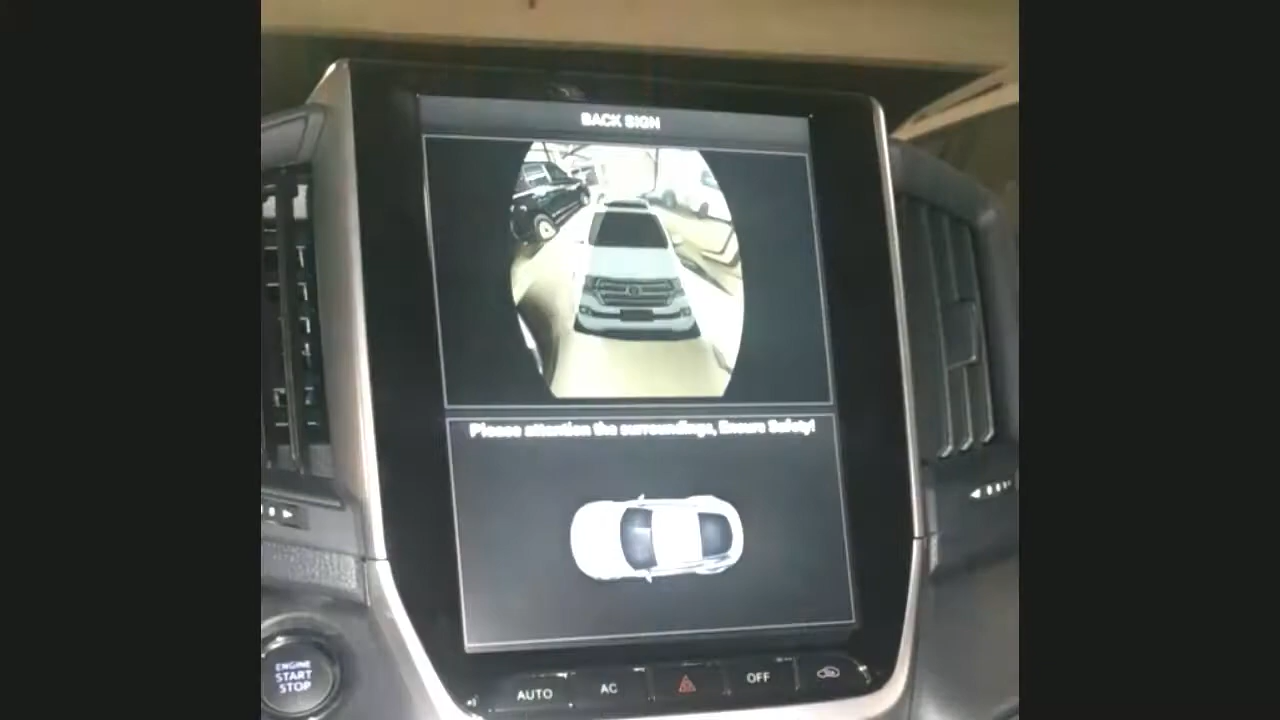 BACK SIGN
Please attention the surroundings, Ensure Safety!
ENGINE
START
STOP
AUTO
AC
OFF